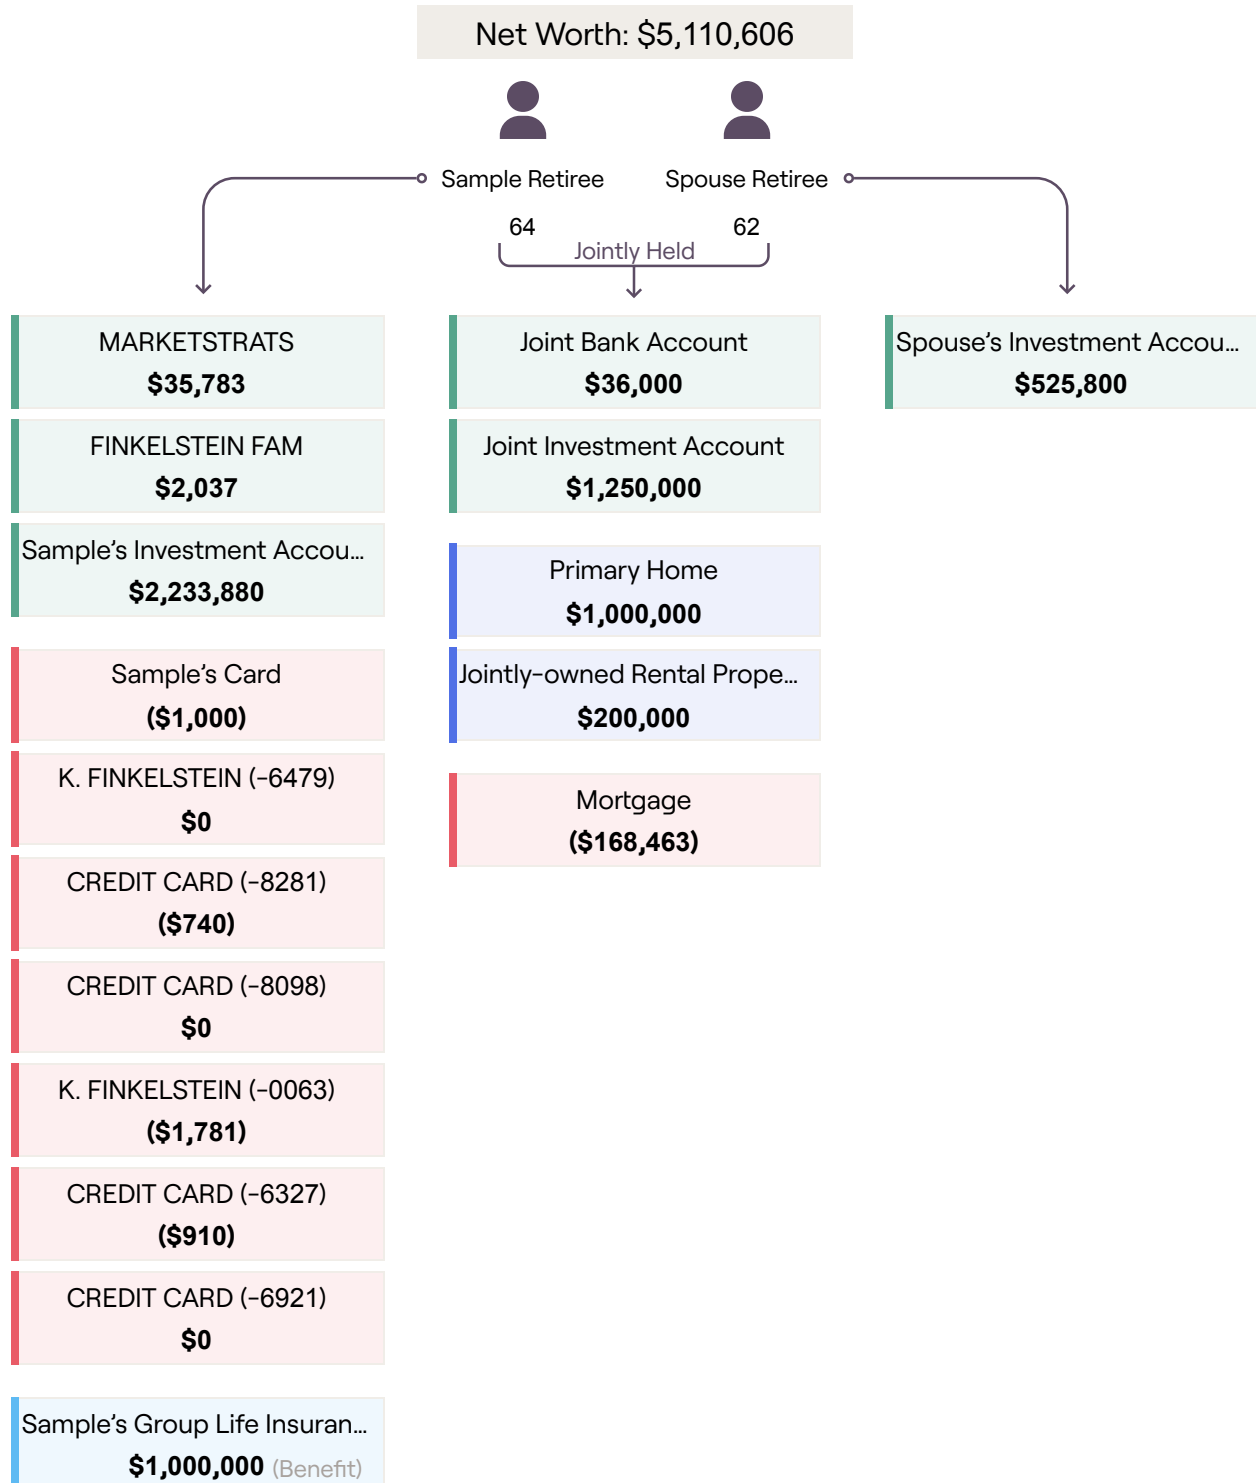 Net Worth: $5,110,606
Sample Retiree
Spouse Retiree
64
62
Jointly Held
MARKETSTRATS
$35,783
FINKELSTEIN FAM
$2,037
Sample's Investment Accou...
$2,233,880
Sample's Card
($1,000)
K. FINKELSTEIN (-6479)
$0
CREDIT CARD (-8281)
($740)
CREDIT CARD (-8098)
$0
K. FINKELSTEIN (-0063)
($1,781)
CREDIT CARD (-6327)
($910)
CREDIT CARD (-6921)
$0
Sample's Group Life Insuran...
$1,000,000 (Benefit)
Joint Bank Account
$36,000
Joint Investment Account
$1,250,000
Primary Home
$1,000,000
Jointly-owned Rental Prope...
$200,000
Mortgage
($168,463)
Spouse's Investment Accou...
$525,800